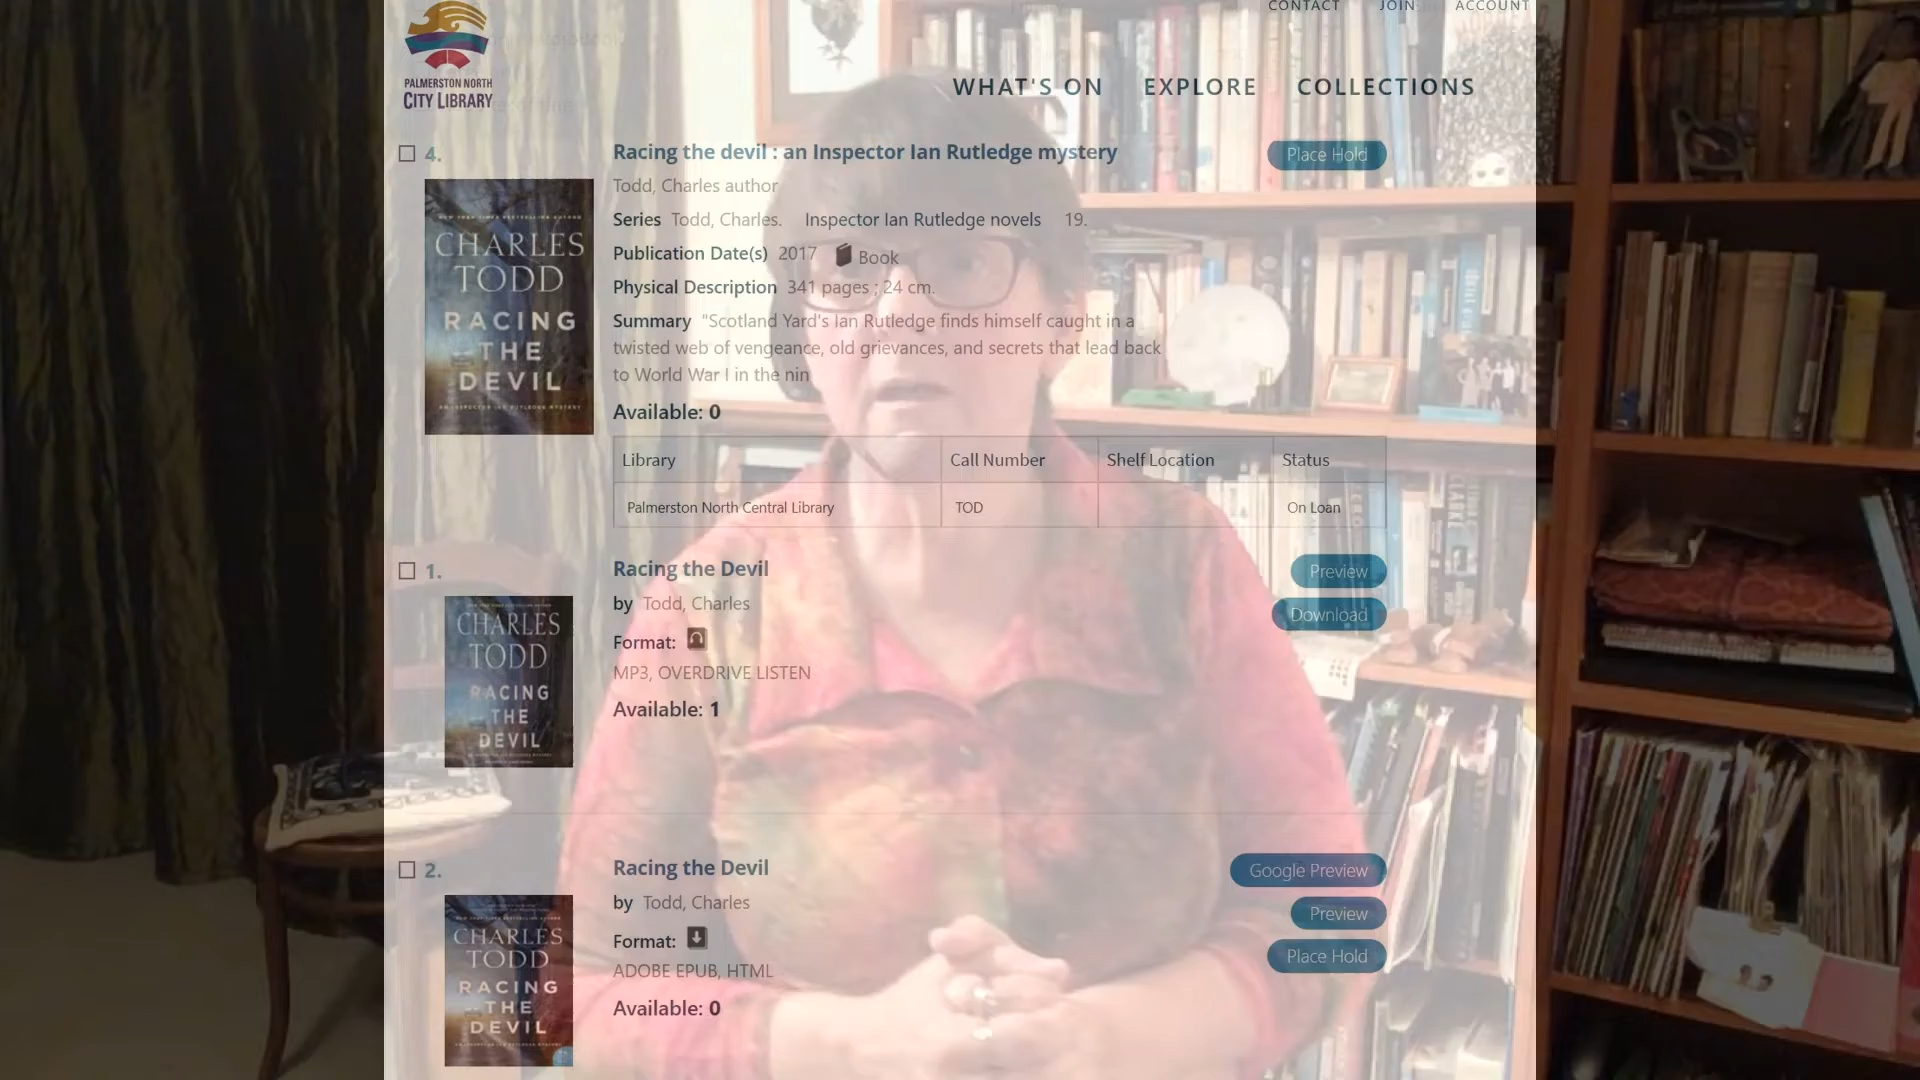 CONTACT JOIN ACCOUNT
PALMERSTON NORTH
CITY LIBRARY
WHAT'S ON EXPLORE COLLECTIONS
4.
Racing the devil : an Inspector Ian Rutledge mystery
Place Hold
Todd, Charles author
Series Todd, Charles. Inspector Ian Rutledge novels 19.
Publication Date(s) 2017 Book
Physical Description 341 pages ; 24 cm.
Summary "Scotland Yard's Ian Rutledge finds himself caught in a
twisted web of vengeance, old grievances, and secrets that lead back
to World War I in the nin
Available: 0
CHARLES
TODD
RACING
THE
DEVIL
Library Call Number Shelf Location Status
Palmerston North Central Library TOD On Loan
1.
Racing the Devil
Preview
by Todd, Charles
Download
Format:
MP3, OVERDRIVE LISTEN
Available: 1
CHARLES
TODD
RACING
THE
DEVIL
2.
Racing the Devil
Google Preview
by Todd, Charles
Preview
Format:
Place Hold
ADOBE EPUB, HTML
Available: 0
CHARLES
TODD
RACING
THE
DEVIL